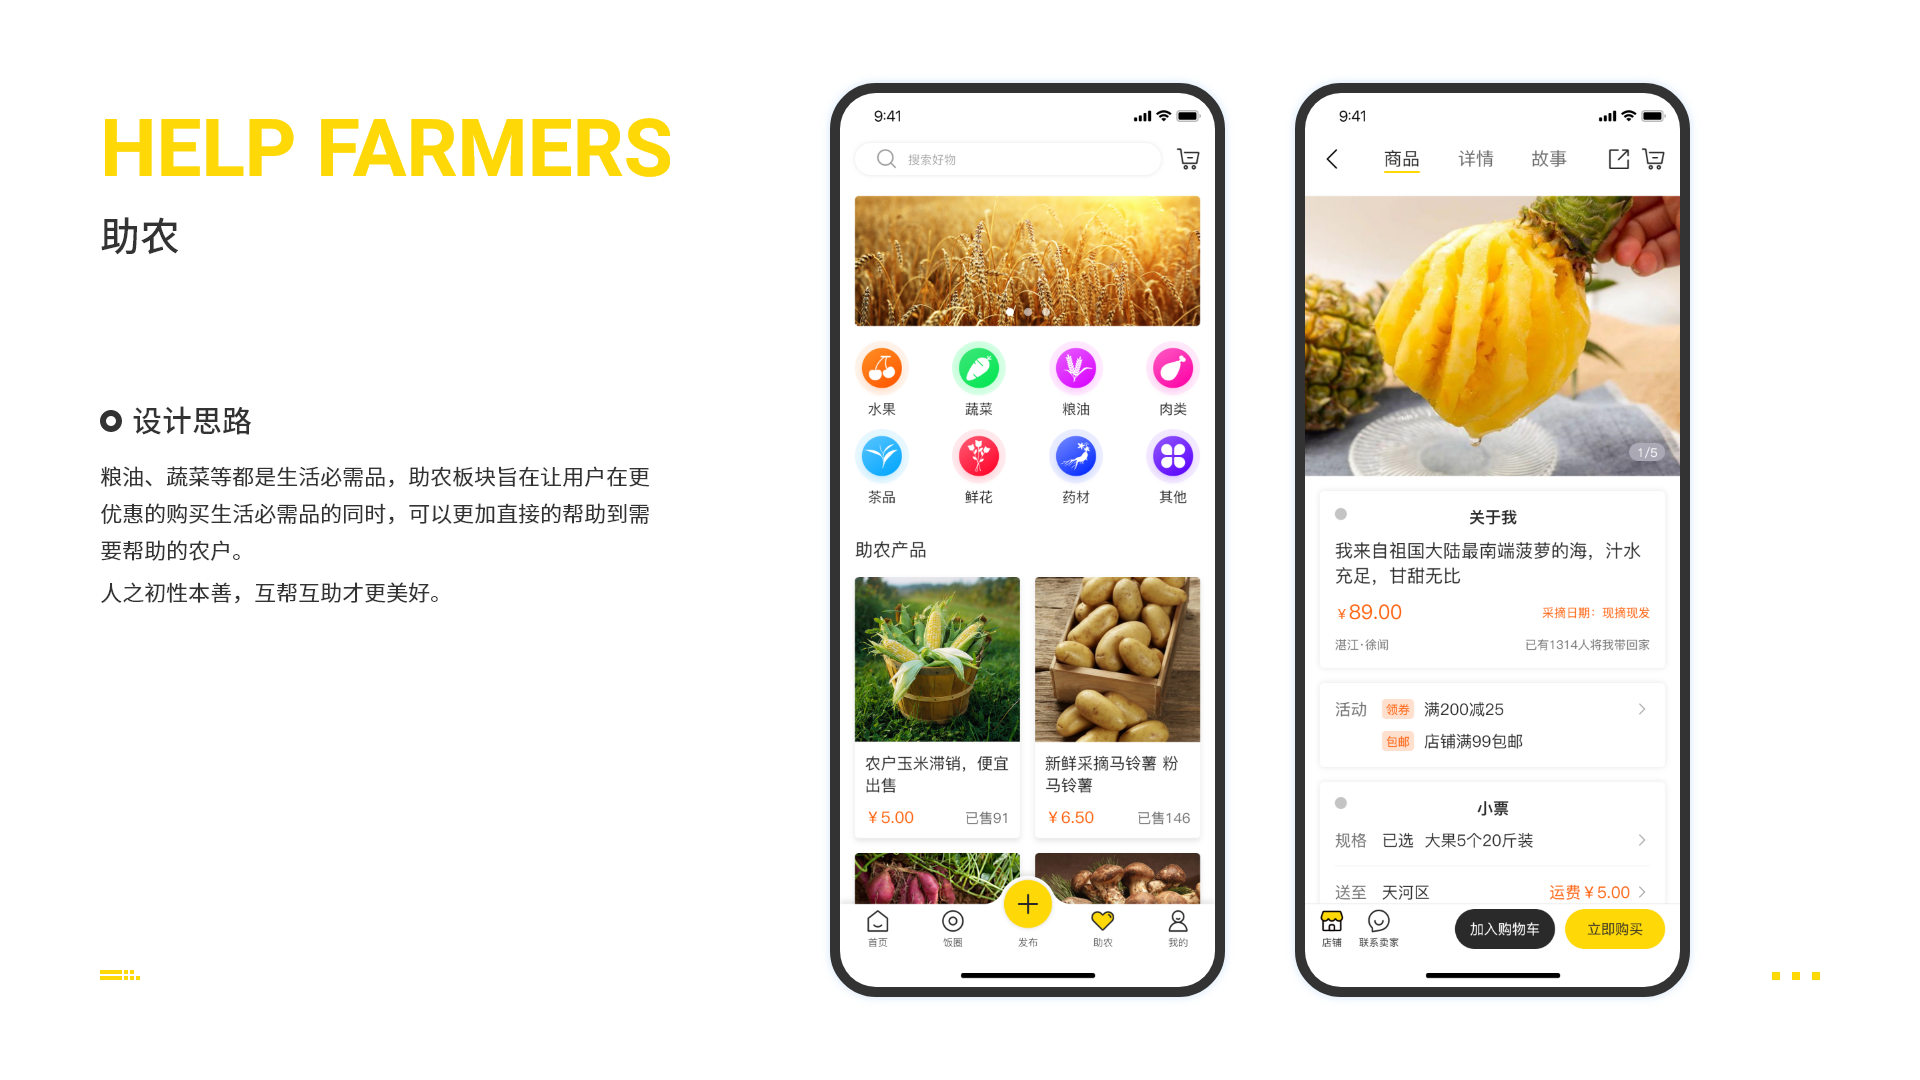 HELP FARMERS
助农
设计思路
粮油、蔬菜等都是生活必需品，助农板块旨在让用户在更
优惠的购买生活必需品的同时，可以更加直接的帮助到需
要帮助的农户。
人之初性本善，互帮互助才更美好。
9:41
搜索好物
水果
蔬菜
粮油
肉类
茶品
鲜花
药材
其他
助农产品
农户玉米滞销，便宜
出售
￥5.00
已售91
新鲜采摘马铃薯 粉
马铃薯
￥6.50
已售146
首页
饭圈
发布
助农
我的
9:41
商品
详情
故事
1/5
关于我
我来自祖国大陆最南端菠萝的海，汁水
充足，甘甜无比
￥89.00
采摘日期：现摘现发
湛江·徐闻
已有1314人将我带回家
活动
领券
满200减25
包邮
店铺满99包邮
小票
规格
已选 大果5个20斤装
送至
天河区
运费￥5.00
店铺
联系卖家
加入购物车
立即购买